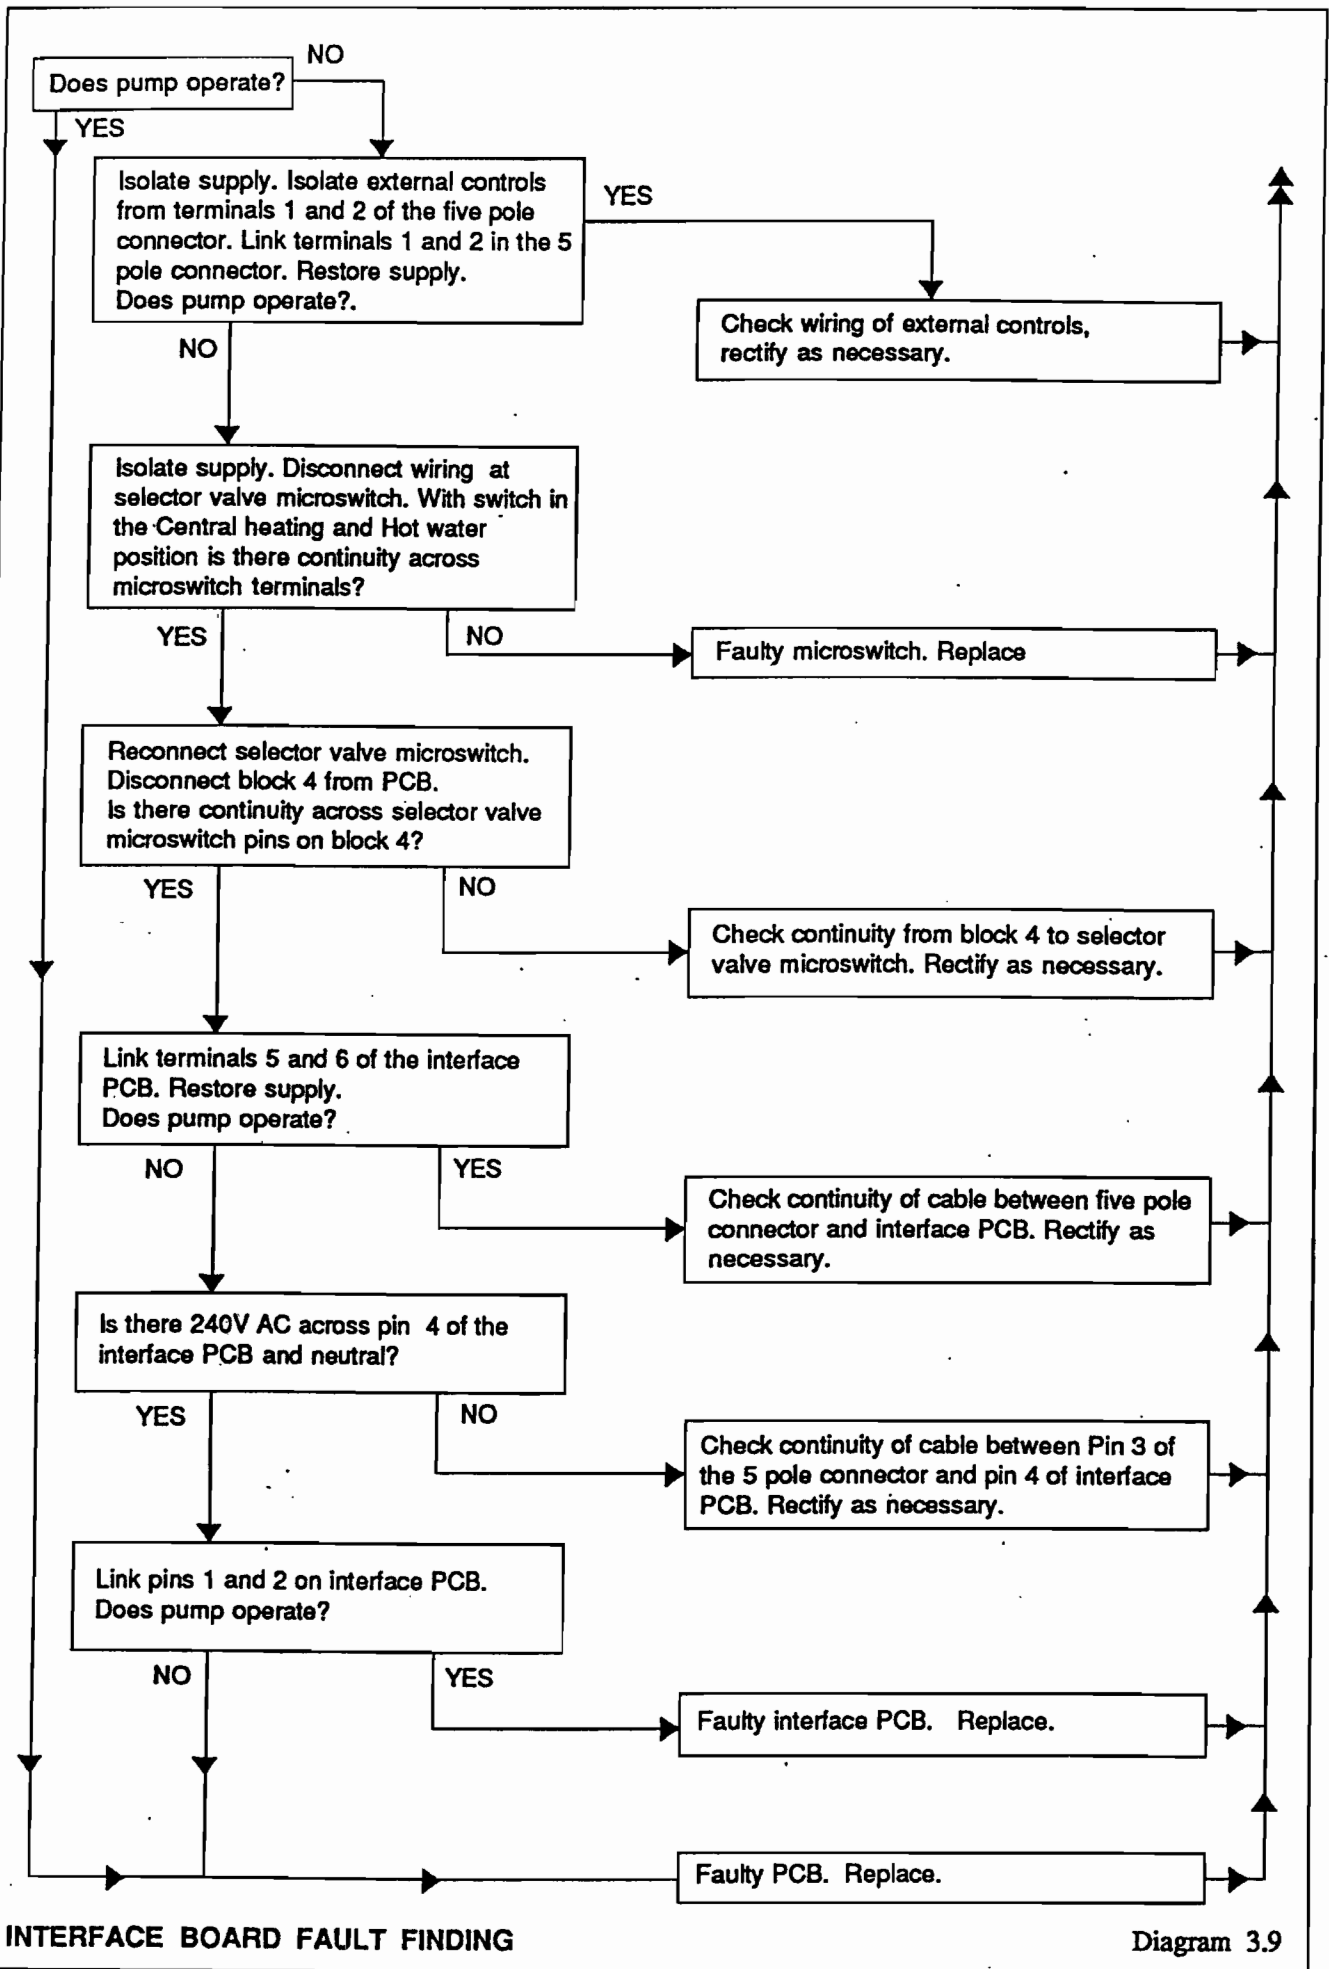 Does pump operate?
NO
YES
Isolate supply. Isolate external controls
from terminals 1 and 2 of the five pole
connector. Link terminals 1 and 2 in the 5
pole connector. Restore supply.
Does pump operate?.
YES
NO
Check wiring of external controls,
rectify as necessary.
Isolate supply. Disconnect wiring at
selector valve microswitch. With switch in
the Central heating and Hot water
position is there continuity across
microswitch terminals?
YES
NO
Faulty microswitch. Replace
Reconnect selector valve microswitch.
Disconnect block 4 from PCB.
Is there continuity across selector valve
microswitch pins on block 4?
YES
NO
Check continuity from block 4 to selector
valve microswitch. Rectify as necessary.
Link terminals 5 and 6 of the interface
PCB. Restore supply.
Does pump operate?
NO
YES
Check continuity of cable between five pole
connector and interface PCB. Rectify as
necessary.
Is there 240V AC across pin 4 of the
interface PCB and neutral?
YES
NO
Check continuity of cable between Pin 3 of
the 5 pole connector and pin 4 of interface
PCB. Rectify as necessary.
Link pins 1 and 2 on interface PCB.
Does pump operate?
NO
YES
Faulty interface PCB. Replace.
Faulty PCB. Replace.
INTERFACE BOARD FAULT FINDING
Diagram 3.9